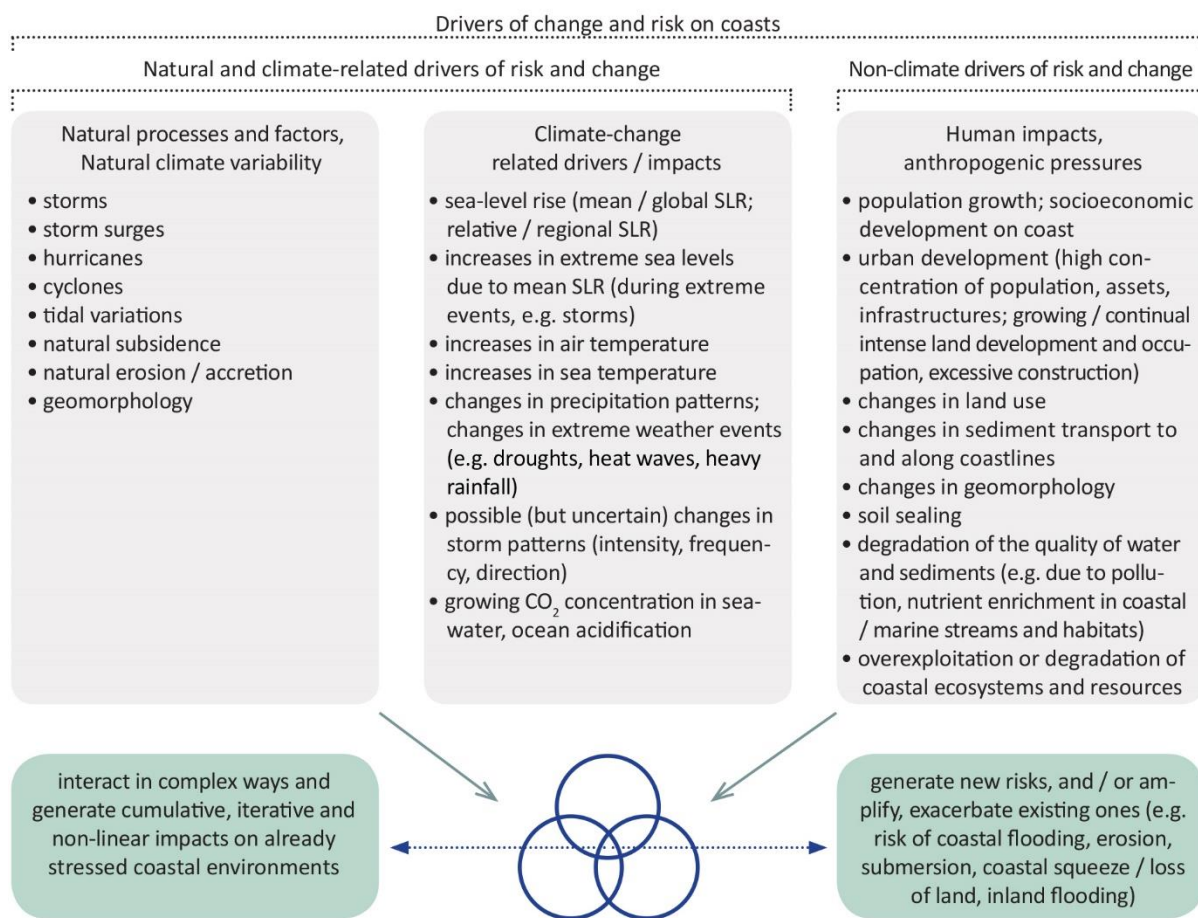 Drivers of change and risk on coasts
Natural and climate-related drivers of risk and change
Non-climate drivers of risk and change
Natural processes and factors,
Natural climate variability
• storms
• storm surges
• hurricanes
• cyclones
• tidal variations
• natural subsidence
• natural erosion / accretion
• geomorphology
Climate-change
related drivers / impacts
• sea-level rise (mean / global SLR;
relative / regional SLR)
• increases in extreme sea levels
due to mean SLR (during extreme
events, e.g. storms)
• increases in air temperature
• increases in sea temperature
• changes in precipitation patterns;
changes in extreme weather events
(e.g. droughts, heat waves, heavy
rainfall)
• possible (but uncertain) changes in
storm patterns (intensity, frequen-
cy, direction)
• growing CO₂ concentration in sea-
water, ocean acidification
Human impacts,
anthropogenic pressures
• population growth; socioeconomic
development on coast
• urban development (high con-
centration of population, assets,
infrastructures; growing / continual
intense land development and occu-
pation, excessive construction)
• changes in land use
• changes in sediment transport to
and along coastlines
• changes in geomorphology
• soil sealing
• degradation of the quality of water
and sediments (e.g. due to pollu-
tion, nutrient enrichment in coastal
/ marine streams and habitats)
• overexploitation or degradation of
coastal ecosystems and resources
interact in complex ways and
generate cumulative, iterative and
non-linear impacts on already
stressed coastal environments
generate new risks, and / or am-
plify, exacerbate existing ones (e.g.
risk of coastal flooding, erosion,
submersion, coastal squeeze / loss
of land, inland flooding)